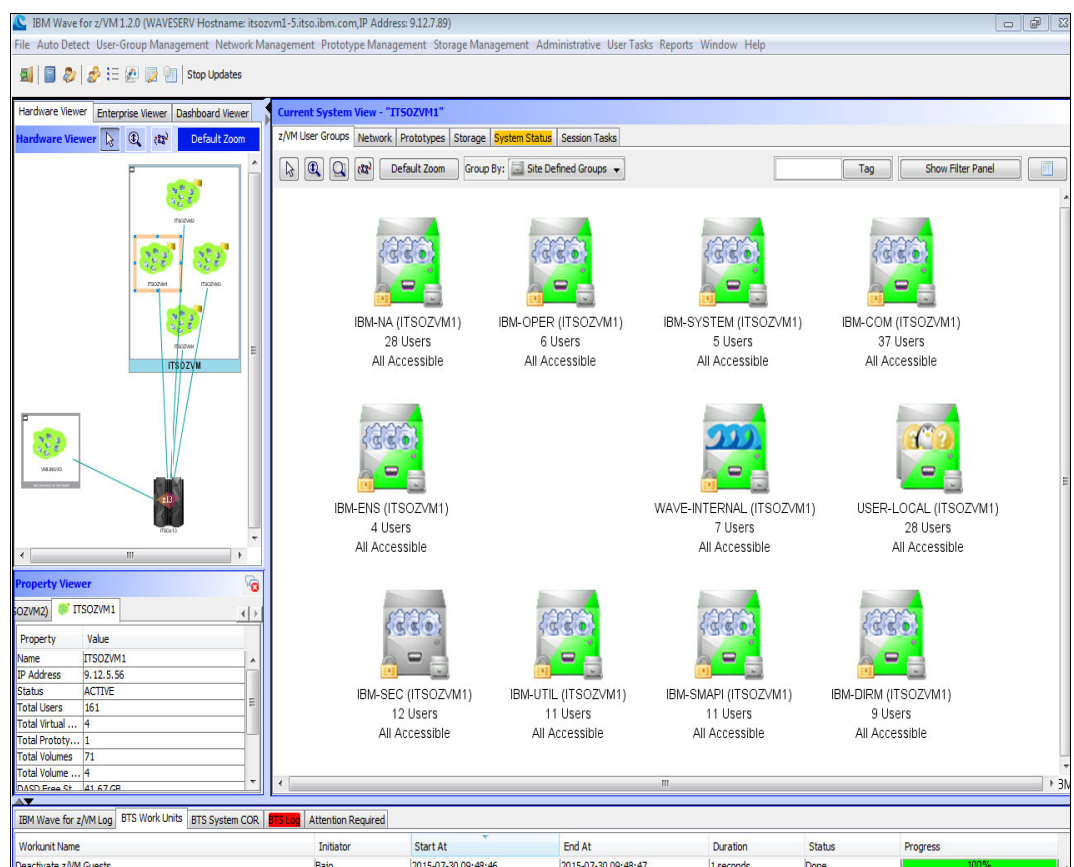 IBM Wave for z/VM 1.2.0 (WAVESERV Hostname: itsozvm1-5.itso.ibm.com,IP Address: 9.12.7.89)
File Auto Detect User-Group Management Network Management Prototype Management Storage Management Administrative User Tasks Reports Window Help
Stop Updates
Hardware Viewer Enterprise Viewer Dashboard Viewer
Hardware Viewer Default Zoom
ITSOZVM2
ITSOZVM1 ITSOZVM3
ITSOZVM4
ITSOZVM
Current System View - "ITSOZVM1"
z/VM User Groups Network Prototypes Storage System Status Session Tasks
Default Zoom Group By: Site Defined Groups Tag Show Filter Panel
IBM-NA (ITSOZVM1) IBM-OPER (ITSOZVM1) IBM-SYSTEM (ITSOZVM1) IBM-COM (ITSOZVM1)
28 Users 6 Users 5 Users 37 Users
All Accessible All Accessible All Accessible All Accessible
IBM-ENS (ITSOZVM1) WAVE-INTERNAL (ITSOZVM1) USER-LOCAL (ITSOZVM1)
4 Users 7 Users 28 Users
All Accessible All Accessible All Accessible
IBM-SEC (ITSOZVM1) IBM-UTIL (ITSOZVM1) IBM-SMAPI (ITSOZVM1) IBM-DIRM (ITSOZVM1)
12 Users 11 Users 11 Users 9 Users
All Accessible All Accessible All Accessible All Accessible
Property Viewer
SOZVM2) ITSOZVM1
Property Value
Name ITSOZVM1
IP Address 9.12.5.56
Status ACTIVE
Total Users 161
Total Virtual ... 4
Total Prototy... 1
Total Volumes 71
Total Volume ... 4
DASD Free St... 41.67 GB
IBM Wave for z/VM Log BTS Work Units BTS System COR BTS Log Attention Required
Workunit Name Initiator Start At End At Duration Status Progress
Deactivate z/VM Guests 2015-07-30 09:48:46 2015-07-30 09:48:47 1 seconds Done 100%